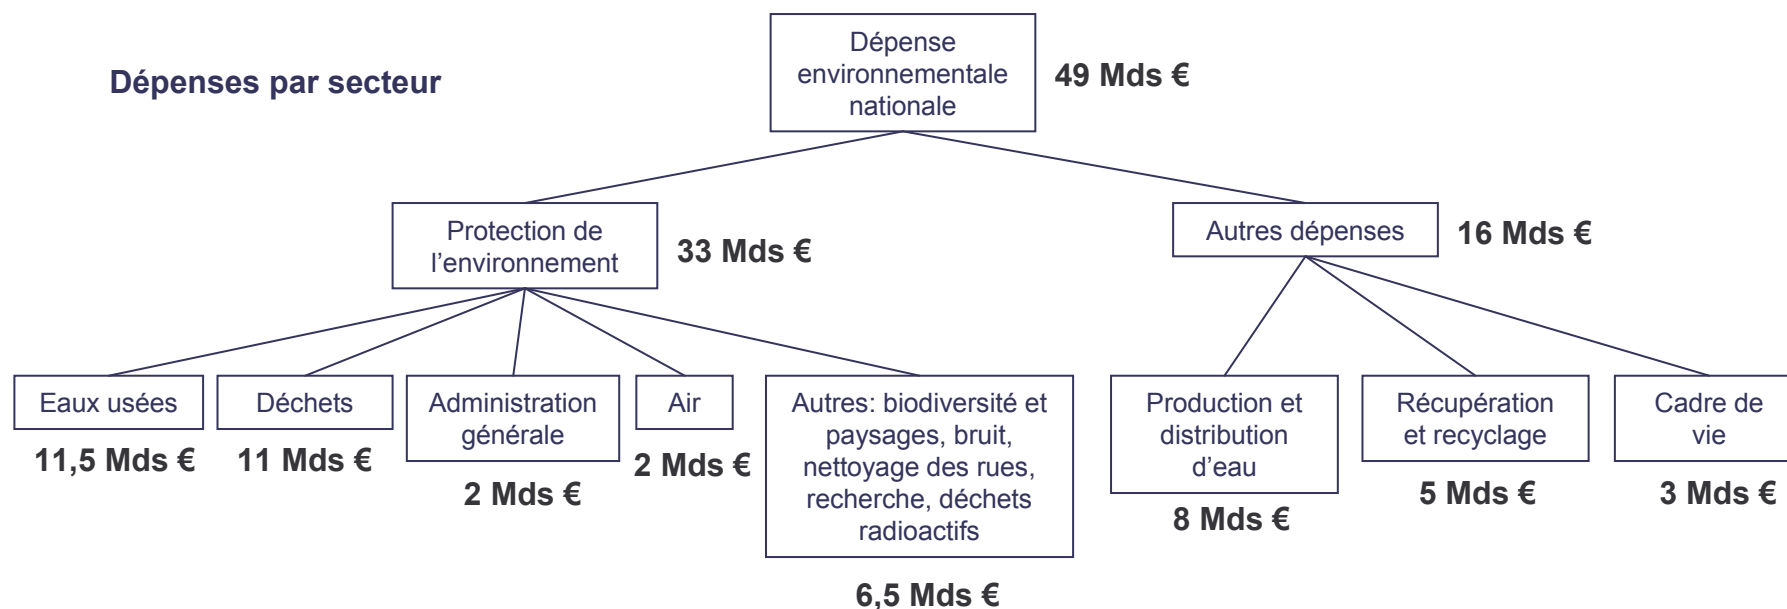 Dépenses par secteur
Dépense
environnementale
nationale
49 Mds €
Protection de
l’environnement
33 Mds €
Autres dépenses
16 Mds €
Eaux usées
11,5 Mds €
Déchets
11 Mds €
Administration
générale
2 Mds €
Air
2 Mds €
Autres: biodiversité et
paysages, bruit,
nettoyage des rues,
recherche, déchets
radioactifs
6,5 Mds €
Production et
distribution
d’eau
8 Mds €
Récupération
et recyclage
5 Mds €
Cadre de
vie
3 Mds €